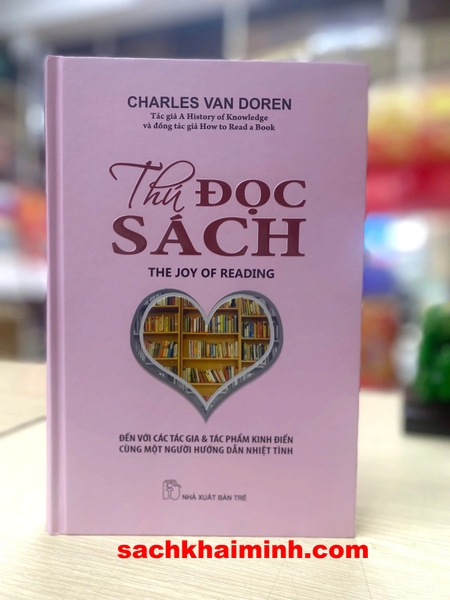 CHARLES VAN DOREN
Tác giả A History of Knowledge
và đồng tác giả How to Read a Book
Thú ĐỌC
SÁCH
THE JOY OF READING
ĐẾN VỚI CÁC TÁC GIA & TÁC PHẨM KINH ĐIỂN
CÙNG MỘT NGƯỜI HƯỚNG DẪN NHIỆT TÌNH
NHÀ XUẤT BẢN TRẺ
sachkhaiminh.com